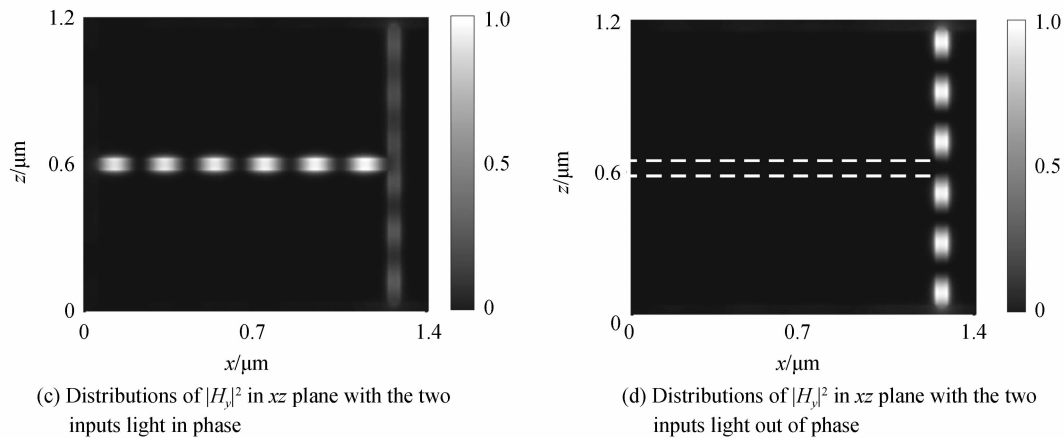 1.2
1.0
z/μm
0.6
0.5
0
0
0
0.7
1.4
x/μm
(c) Distributions of |Hy|² in xz plane with the two
inputs light in phase
1.2
1.0
z/μm
0.6
0.5
0
0
0
0.7
1.4
x/μm
(d) Distributions of |Hy|² in xz plane with the two
inputs light out of phase